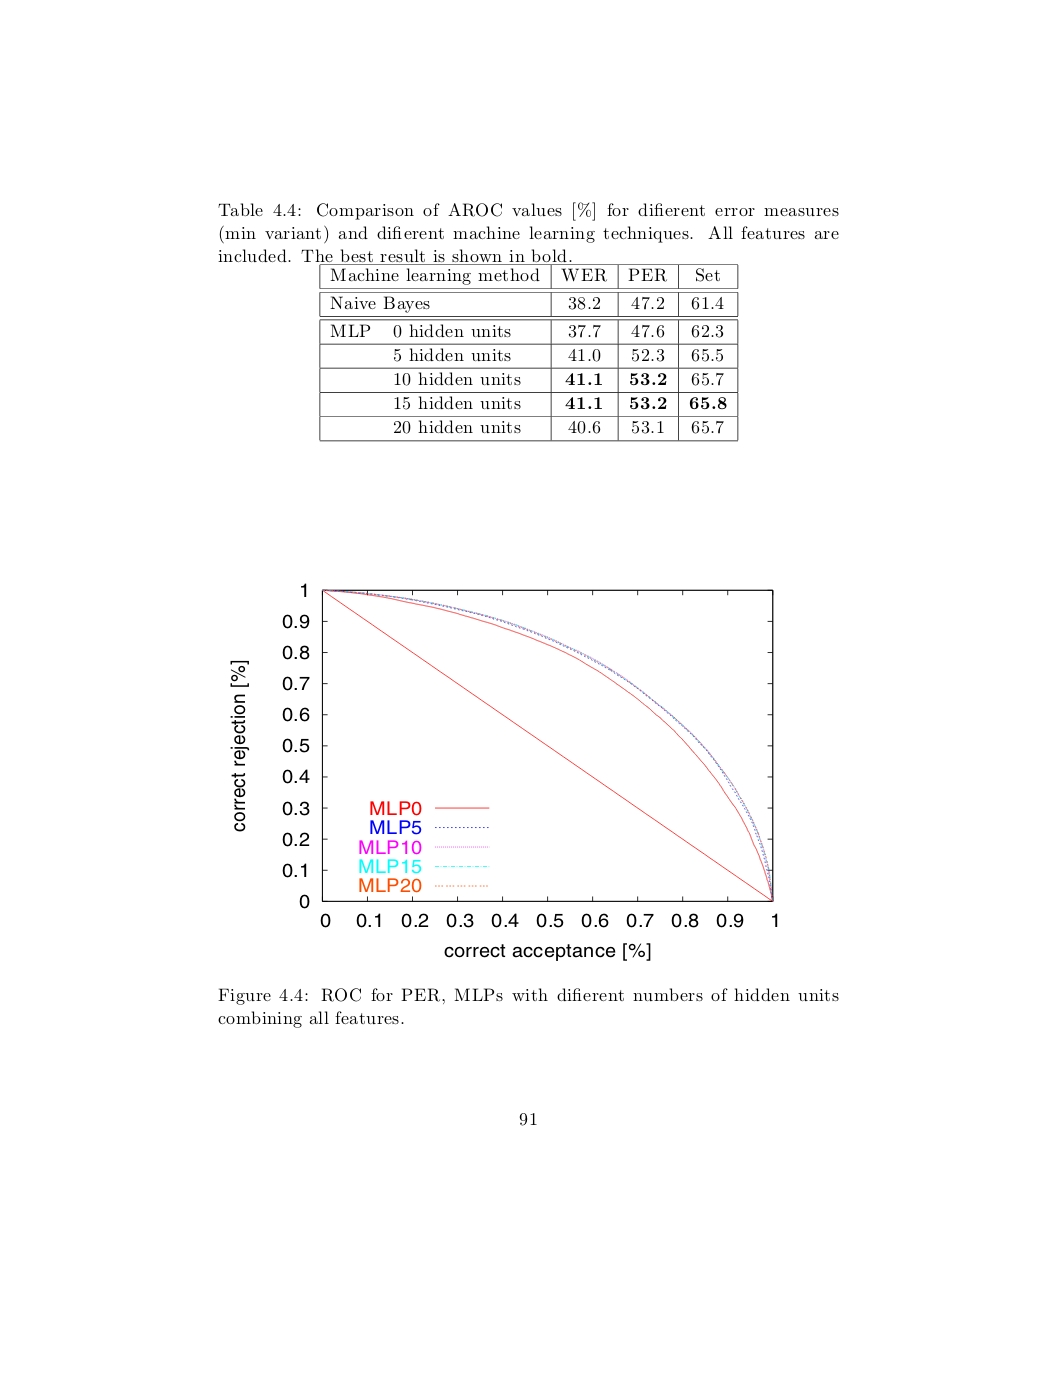 Table 4.4: Comparison of AROC values [%] for different error measures
(min variant) and different machine learning techniques. All features are
included. The best result is shown in bold.
Machine learning method WER PER Set
Naive Bayes 38.2 47.2 61.4
MLP 0 hidden units 37.7 47.6 62.3
5 hidden units 41.0 52.3 65.5
10 hidden units 41.1 53.2 65.7
15 hidden units 41.1 53.2 65.8
20 hidden units 40.6 53.1 65.7
1
0.9
0.8
0.7
0.6
0.5
0.4
0.3
0.2
0.1
0
correct rejection [%]
MLP0
MLP5
MLP10
MLP15
MLP20
0 0.1 0.2 0.3 0.4 0.5 0.6 0.7 0.8 0.9 1
correct acceptance [%]
Figure 4.4: ROC for PER, MLPs with different numbers of hidden units
combining all features.
91